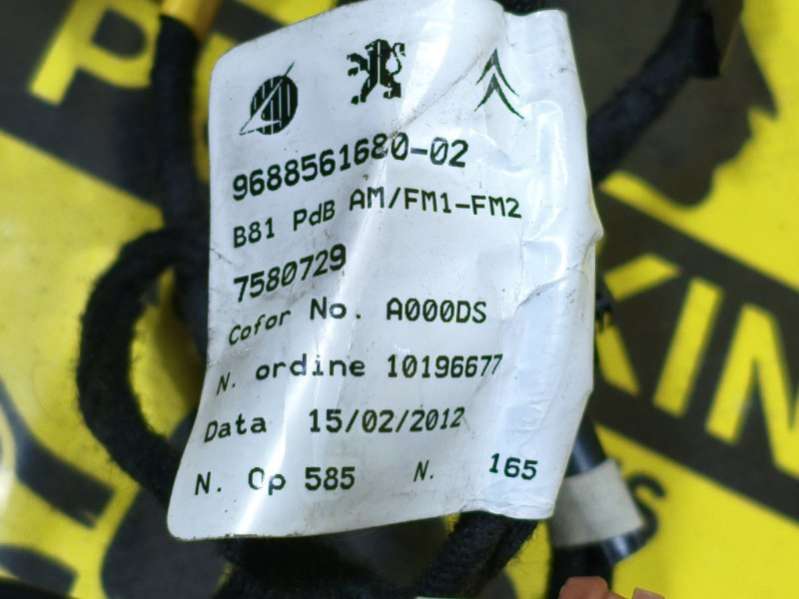 9688561680-02
B81 PdB AM/FM1-FM2
7580729
Cofor No. A000DS
N. ordine 10196677
Data 15/02/2012
N. Op 585 N. 165
P
KIN
S